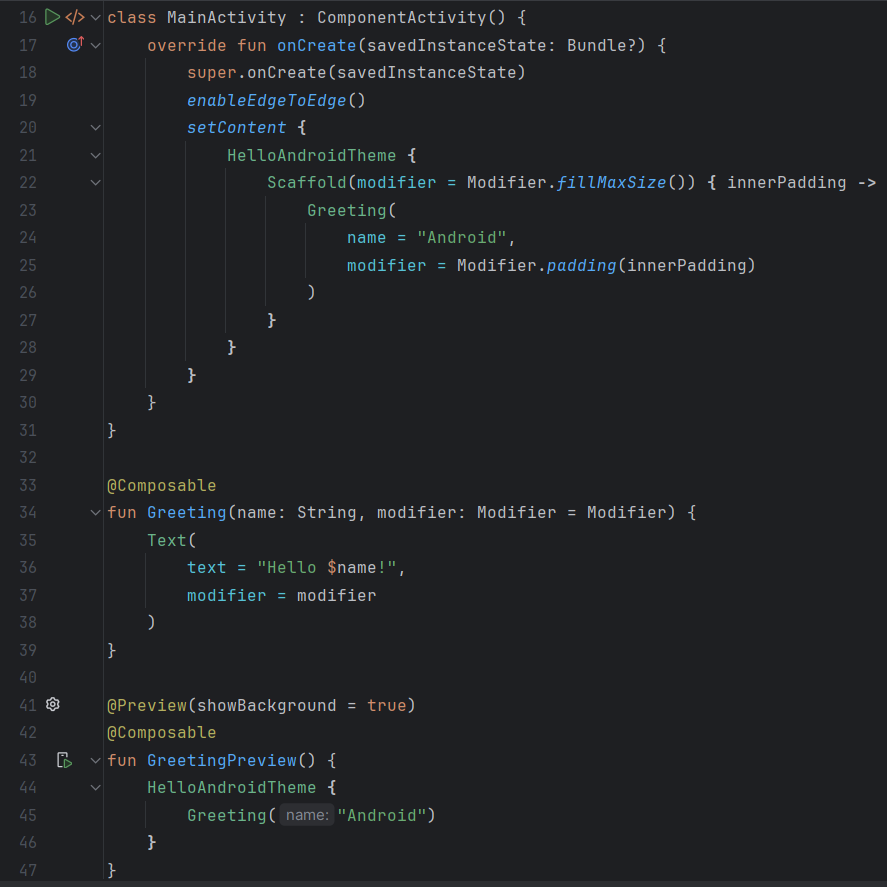 16 class MainActivity : ComponentActivity() {
17     override fun onCreate(savedInstanceState: Bundle?) {
18         super.onCreate(savedInstanceState)
19         enableEdgeToEdge()
20         setContent {
21             HelloAndroidTheme {
22                 Scaffold(modifier = Modifier.fillMaxSize()) { innerPadding ->
23                     Greeting(
24                         name = "Android",
25                         modifier = Modifier.padding(innerPadding)
26                     )
27                 }
28             }
29         }
30     }
31 }
32
33 @Composable
34 fun Greeting(name: String, modifier: Modifier = Modifier) {
35     Text(
36         text = "Hello $name!",
37         modifier = modifier
38     )
39 }
40
41 @Preview(showBackground = true)
42 @Composable
43 fun GreetingPreview() {
44     HelloAndroidTheme {
45         Greeting( name: "Android")
46     }
47 }